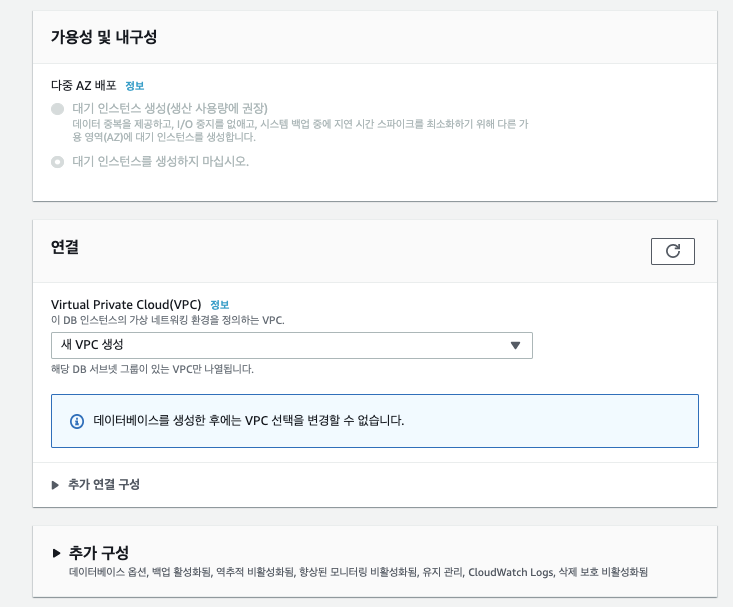 가용성 및 내구성
다중 AZ 배포 정보
대기 인스턴스 생성(생산 사용량에 권장)
데이터 중복을 제공하고, I/O 중지를 없애고, 시스템 백업 중에 지연 시간 스파이크를 최소화하기 위해 다른 가
용 영역(AZ)에 대기 인스턴스를 생성합니다.
대기 인스턴스를 생성하지 마십시오.
연결
Virtual Private Cloud(VPC) 정보
이 DB 인스턴스의 가상 네트워킹 환경을 정의하는 VPC.
새 VPC 생성
해당 DB 서브넷 그룹이 있는 VPC만 나열됩니다.
데이터베이스를 생성한 후에는 VPC 선택을 변경할 수 없습니다.
추가 연결 구성
추가 구성
데이터베이스 옵션, 백업 활성화됨, 역추적 비활성화됨, 향상된 모니터링 비활성화됨, 유지 관리, CloudWatch Logs, 삭제 보호 비활성화됨